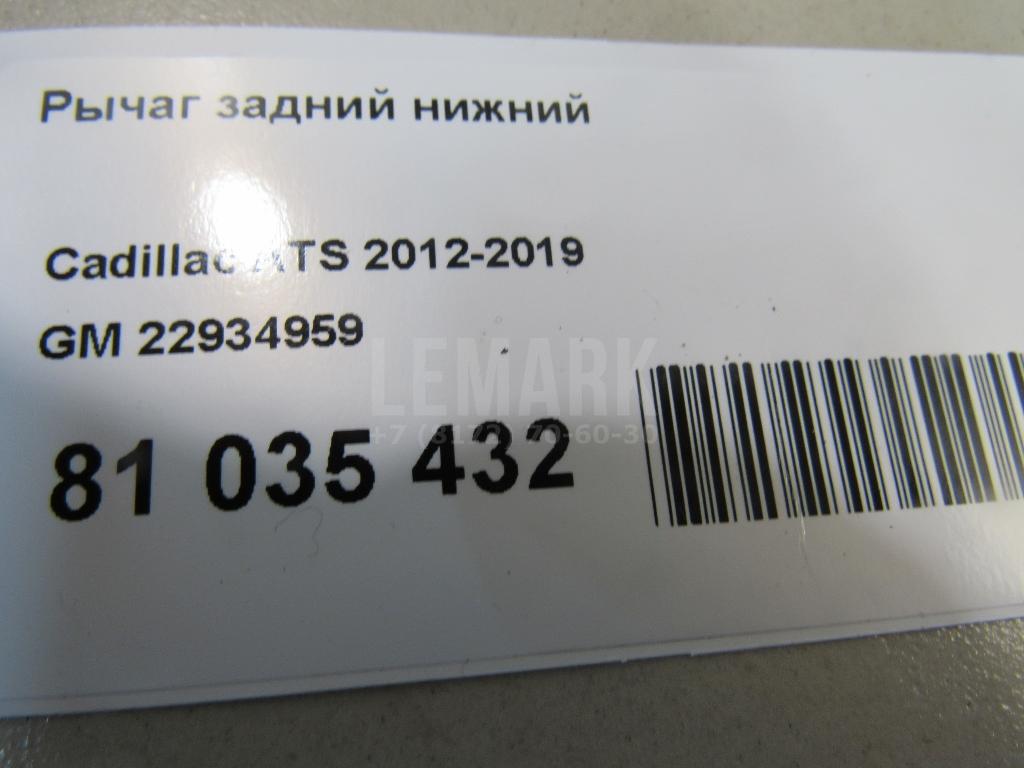 Рычаг задний нижний
Cadillac ATS 2012-2019
GM 22934959
LEMARK
81 035 432